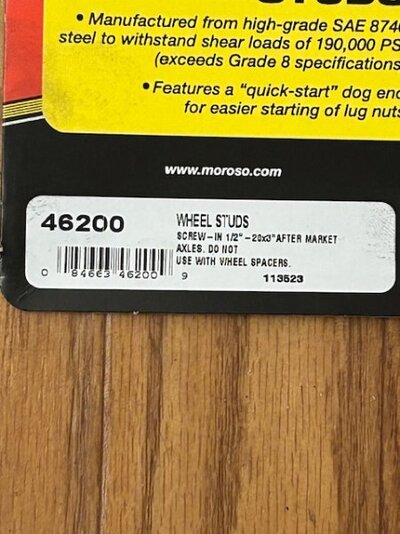 • Manufactured from high-grade SAE 8740
steel to withstand shear loads of 190,000 PS
(exceeds Grade 8 specifications
• Features a “quick-start” dog end
for easier starting of lug nuts
www.moroso.com
46200
WHEEL STUDS
SCREW-IN 1/2"-20x3"AFTER MARKET
AXLES. DO NOT
USE WITH WHEEL SPACERS.
0 84663 46200 9
113523